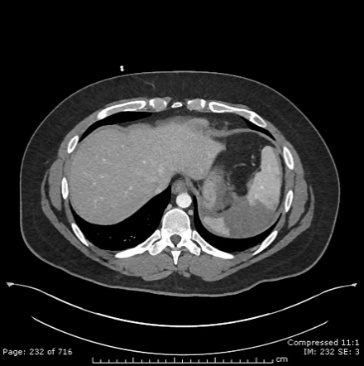 Compressed 11:1
Page: 232 of 716
IM: 232 SE: 3
cm